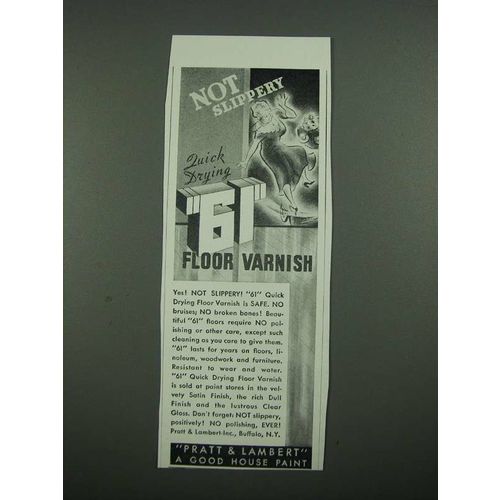 NOT
SLIPPERY
Quick
Drying
"61"
FLOOR VARNISH
Yes! NOT SLIPPERY! "61" Quick
Drying Floor Varnish is SAFE. NO
bruises; NO broken bones! Beau-
tiful "61" floors require NO pol-
ishing or other care, except such
cleaning as you care to give them.
"61" lasts for years on floors, li-
noleum, woodwork and furniture.
Resistant to wear and water.
"61" Quick Drying Floor Varnish
is sold at paint stores in the vel-
vety Satin Finish, the rich Dull
Finish and the lustrous Clear
Gloss. Don't forget: NOT slippery,
positively! NO polishing, EVER!
Pratt & Lambert-Inc., Buffalo, N.Y.
"PRATT & LAMBERT"
A GOOD HOUSE PAINT